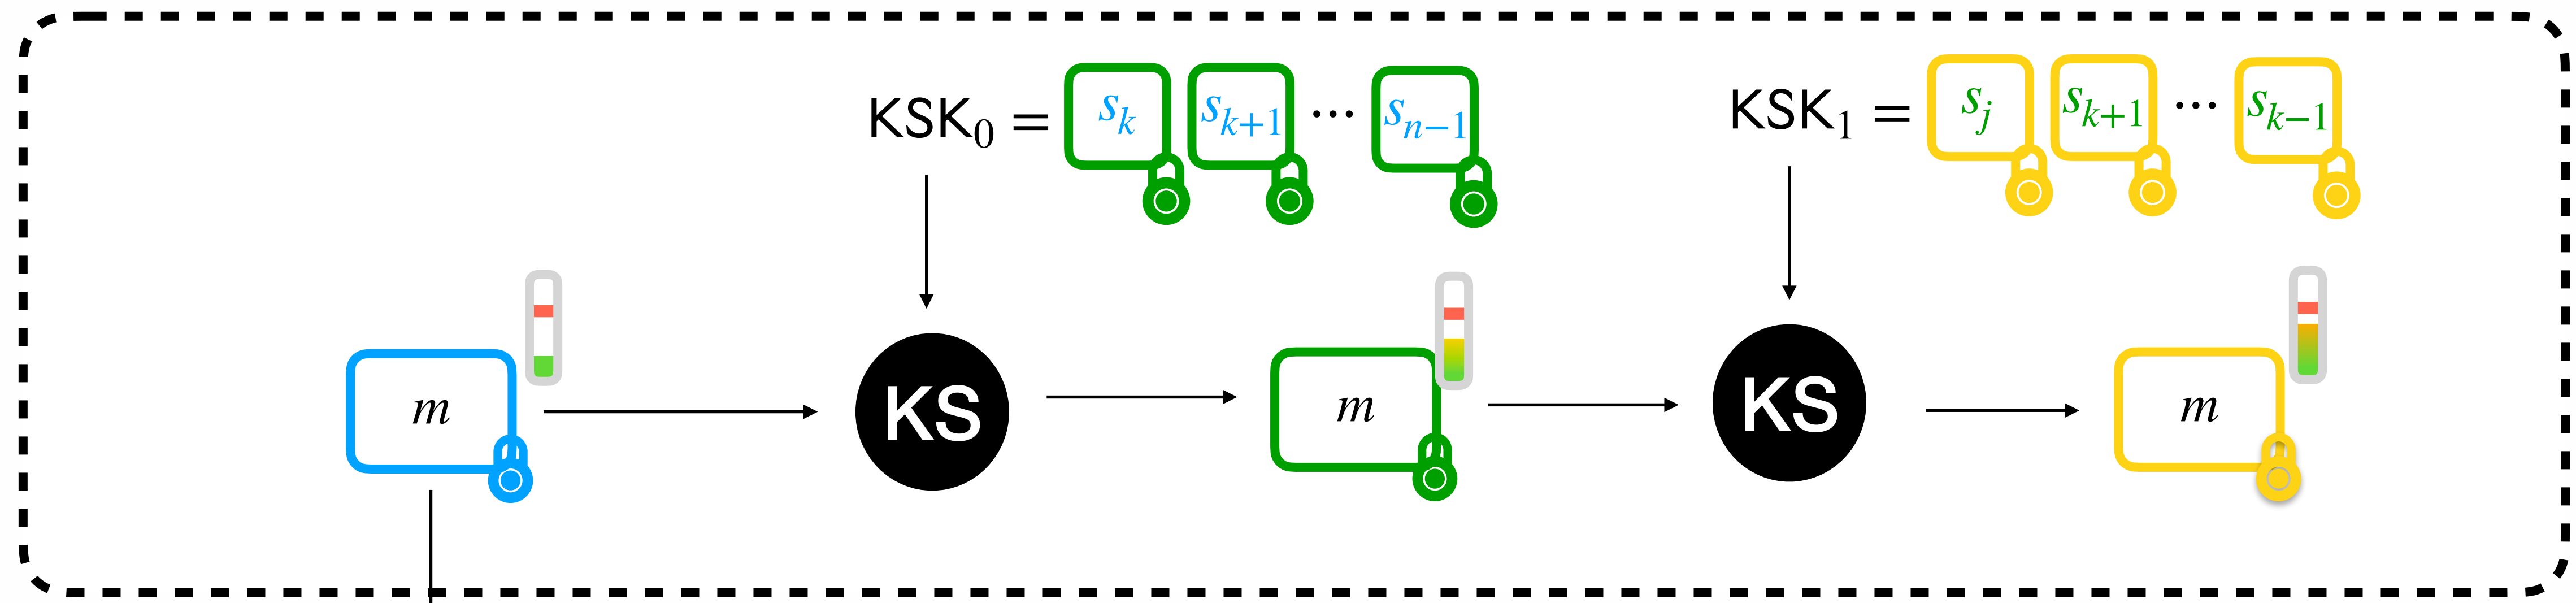 KSK₀ = sₖ sₖ₊₁ ··· sₙ₋₁
KSK₁ = sⱼ sₖ₊₁ ··· sₖ₋₁
m KS m KS m